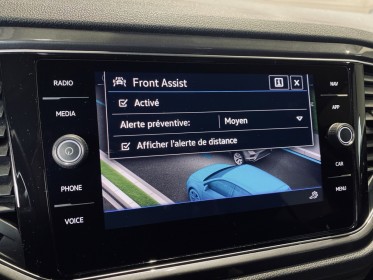 RADIO
MEDIA
PHONE
VOICE
Front Assist
Activé
Alerte préventive: Moyen
Afficher l'alerte de distance
NAV
APP
CAR
MENU